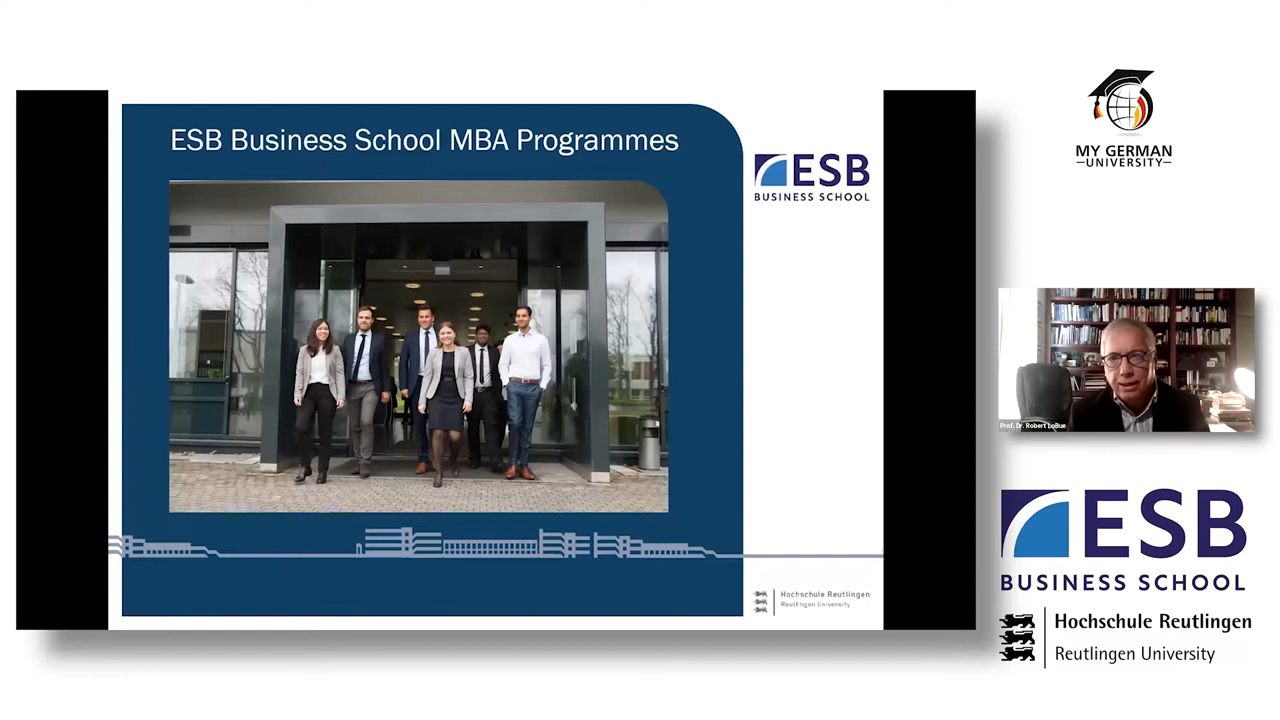 ESB Business School MBA Programmes
ESB
BUSINESS SCHOOL
Hochschule Reutlingen
Reutlingen University
MY GERMAN
UNIVERSITY
Prof. Dr. Robert LoBue
ESB
BUSINESS SCHOOL
Hochschule Reutlingen
Reutlingen University